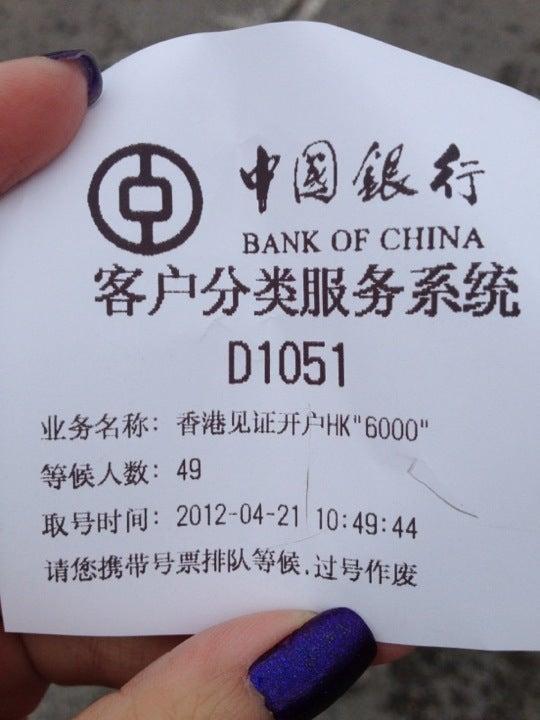 中国銀行
BANK OF CHINA
客户分类服务系统
D1051
业务名称: 香港见证开户HK"6000"
等候人数: 49
取号时间: 2012-04-21 10:49:44
请您携带号票排队等候.过号作废